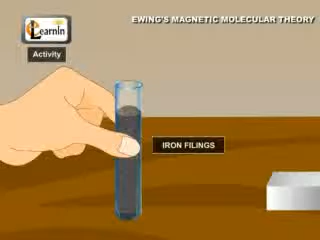 EWING'S MAGNETIC MOLECULAR THEORY
LearnIn
Activity
IRON FILINGS